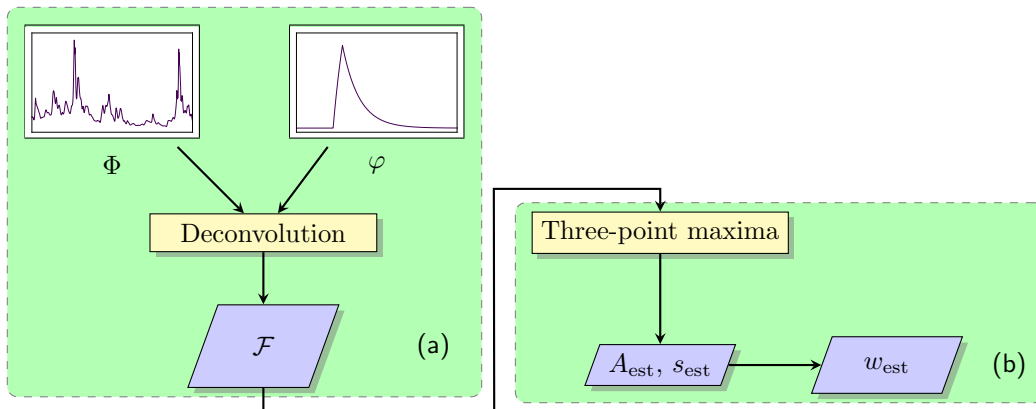 Φ
φ
Deconvolution
ℱ
(a)
Three-point maxima
A_est, s_est
w_est
(b)